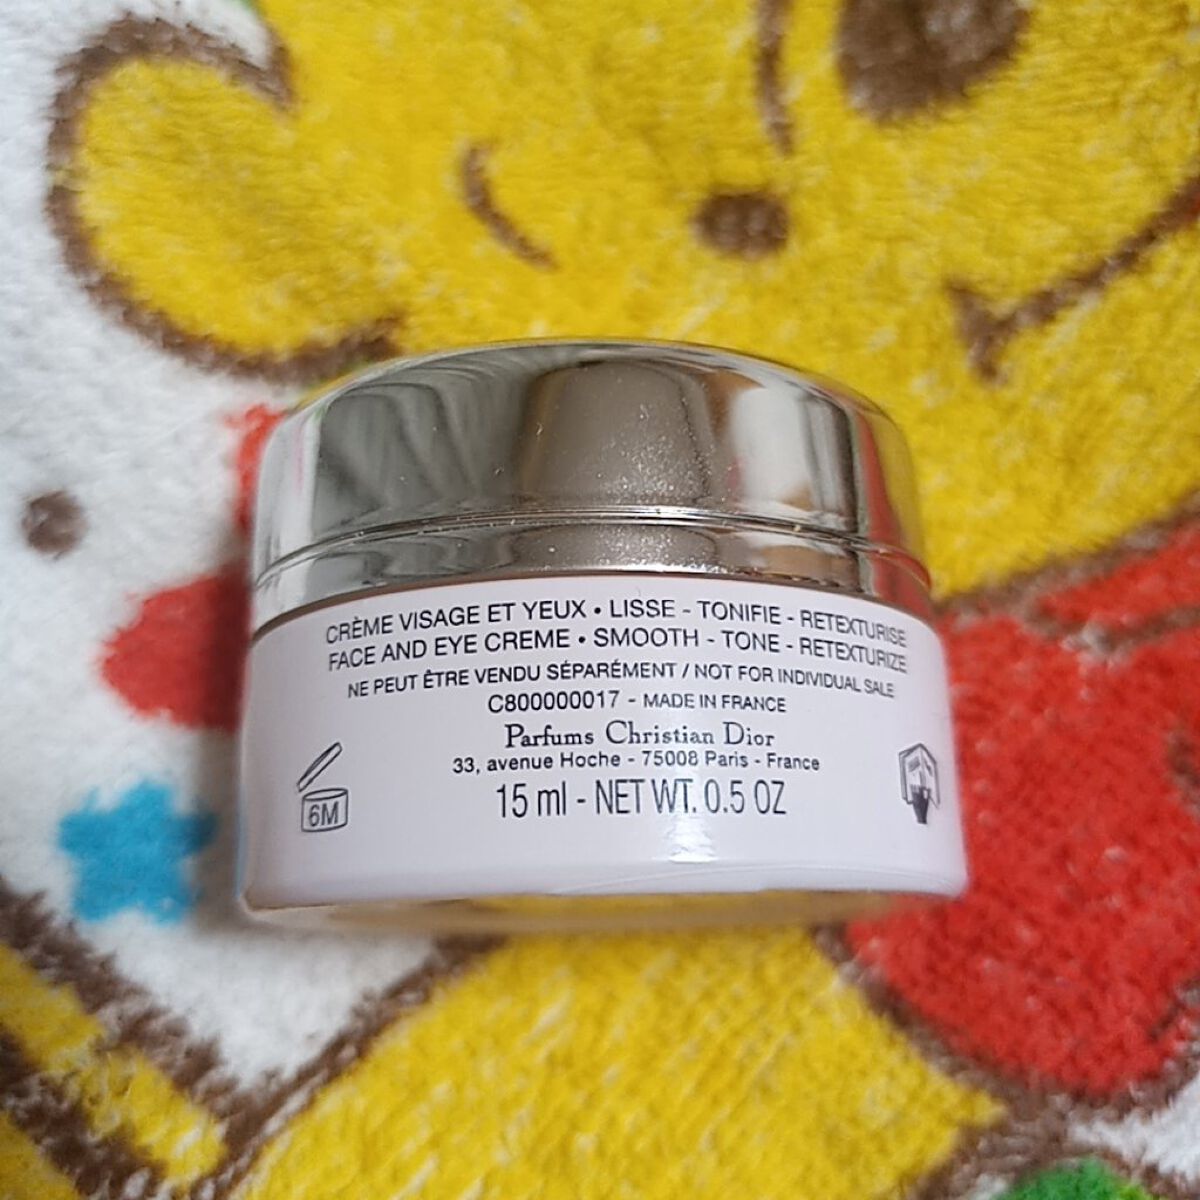 CRÈME VISAGE ET YEUX • LISSE - TONIFIE - RETEXTURISE
FACE AND EYE CREME • SMOOTH - TONE - RETEXTURIZE
NE PEUT ÊTRE VENDU SÉPARÉMENT / NOT FOR INDIVIDUAL SALE
C800000017 - MADE IN FRANCE
Parfums Christian Dior
33, avenue Hoche - 75008 Paris - France
15 ml - NET WT. 0.5 OZ
6M